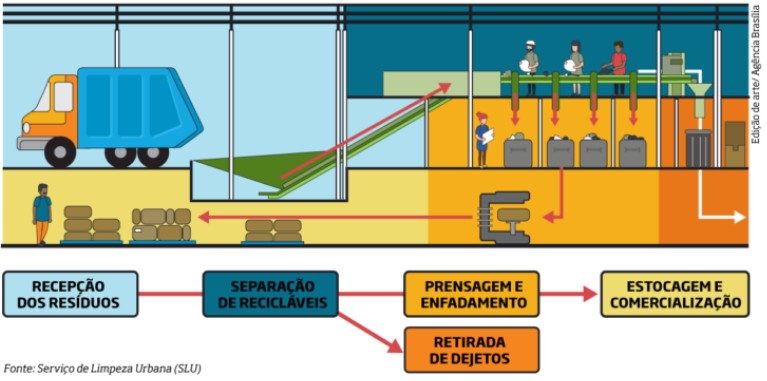 Edição de arte/ Agência Brasília
RECEPÇÃO
DOS RESÍDUOS
SEPARAÇÃO
DE RECICLÁVEIS
PRENSAGEM E
ENFADAMENTO
ESTOCAGEM E
COMERCIALIZAÇÃO
RETIRADA
DE DEJETOS
Fonte: Serviço de Limpeza Urbana (SLU)